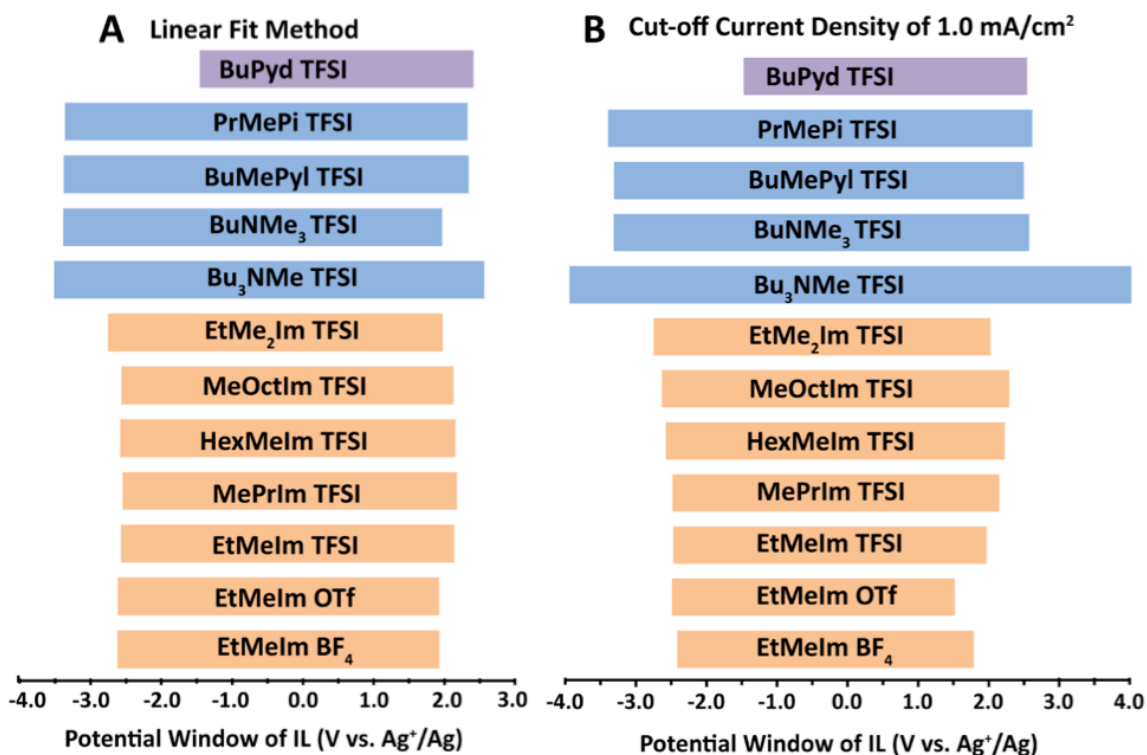 A Linear Fit Method
BuPyd TFSI
PrMePi TFSI
BuMePyl TFSI
BuNMe₃ TFSI
Bu₃NMe TFSI
EtMe₂Im TFSI
MeOctIm TFSI
HexMeIm TFSI
MePrIm TFSI
EtMeIm TFSI
EtMeIm OTf
EtMeIm BF₄
-4.0 -3.0 -2.0 -1.0 0.0 1.0 2.0 3.0
Potential Window of IL (V vs. Ag⁺/Ag)
B Cut-off Current Density of 1.0 mA/cm²
BuPyd TFSI
PrMePi TFSI
BuMePyl TFSI
BuNMe₃ TFSI
Bu₃NMe TFSI
EtMe₂Im TFSI
MeOctIm TFSI
HexMeIm TFSI
MePrIm TFSI
EtMeIm TFSI
EtMeIm OTf
EtMeIm BF₄
-4.0 -3.0 -2.0 -1.0 0.0 1.0 2.0 3.0 4.0
Potential Window of IL (V vs. Ag⁺/Ag)